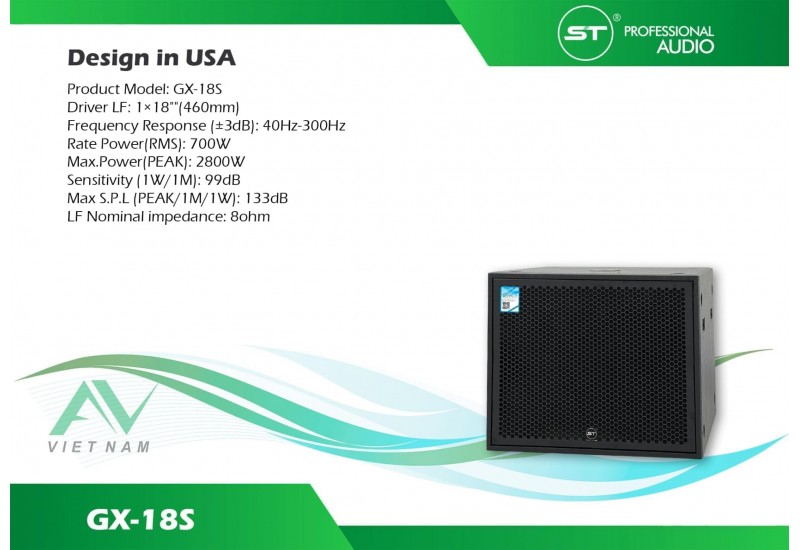 ST® PROFESSIONAL
AUDIO
Design in USA
Product Model: GX-18S
Driver LF: 1×18""(460mm)
Frequency Response (±3dB): 40Hz-300Hz
Rate Power(RMS): 700W
Max.Power(PEAK): 2800W
Sensitivity (1W/1M): 99dB
Max S.P.L (PEAK/1M/1W): 133dB
LF Nominal impedance: 8ohm
AV
VIETNAM
ST
GX-18S